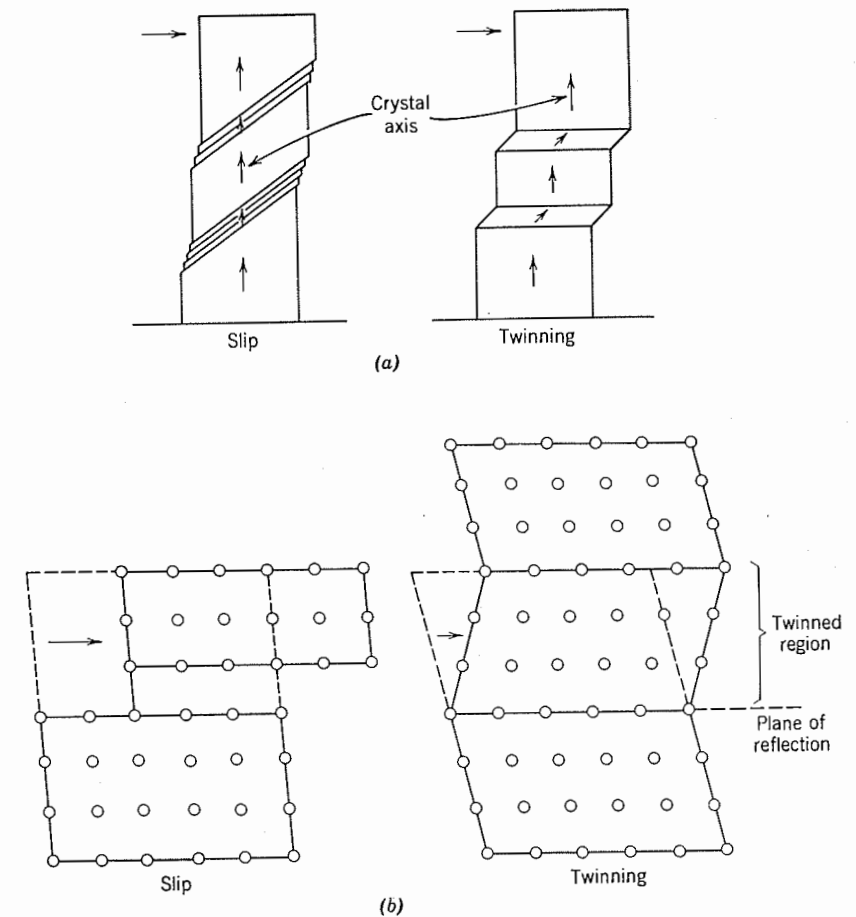 Crystal
axis
Slip
Twinning
(a)
Twinned
region
Plane of
reflection
Slip
Twinning
(b)